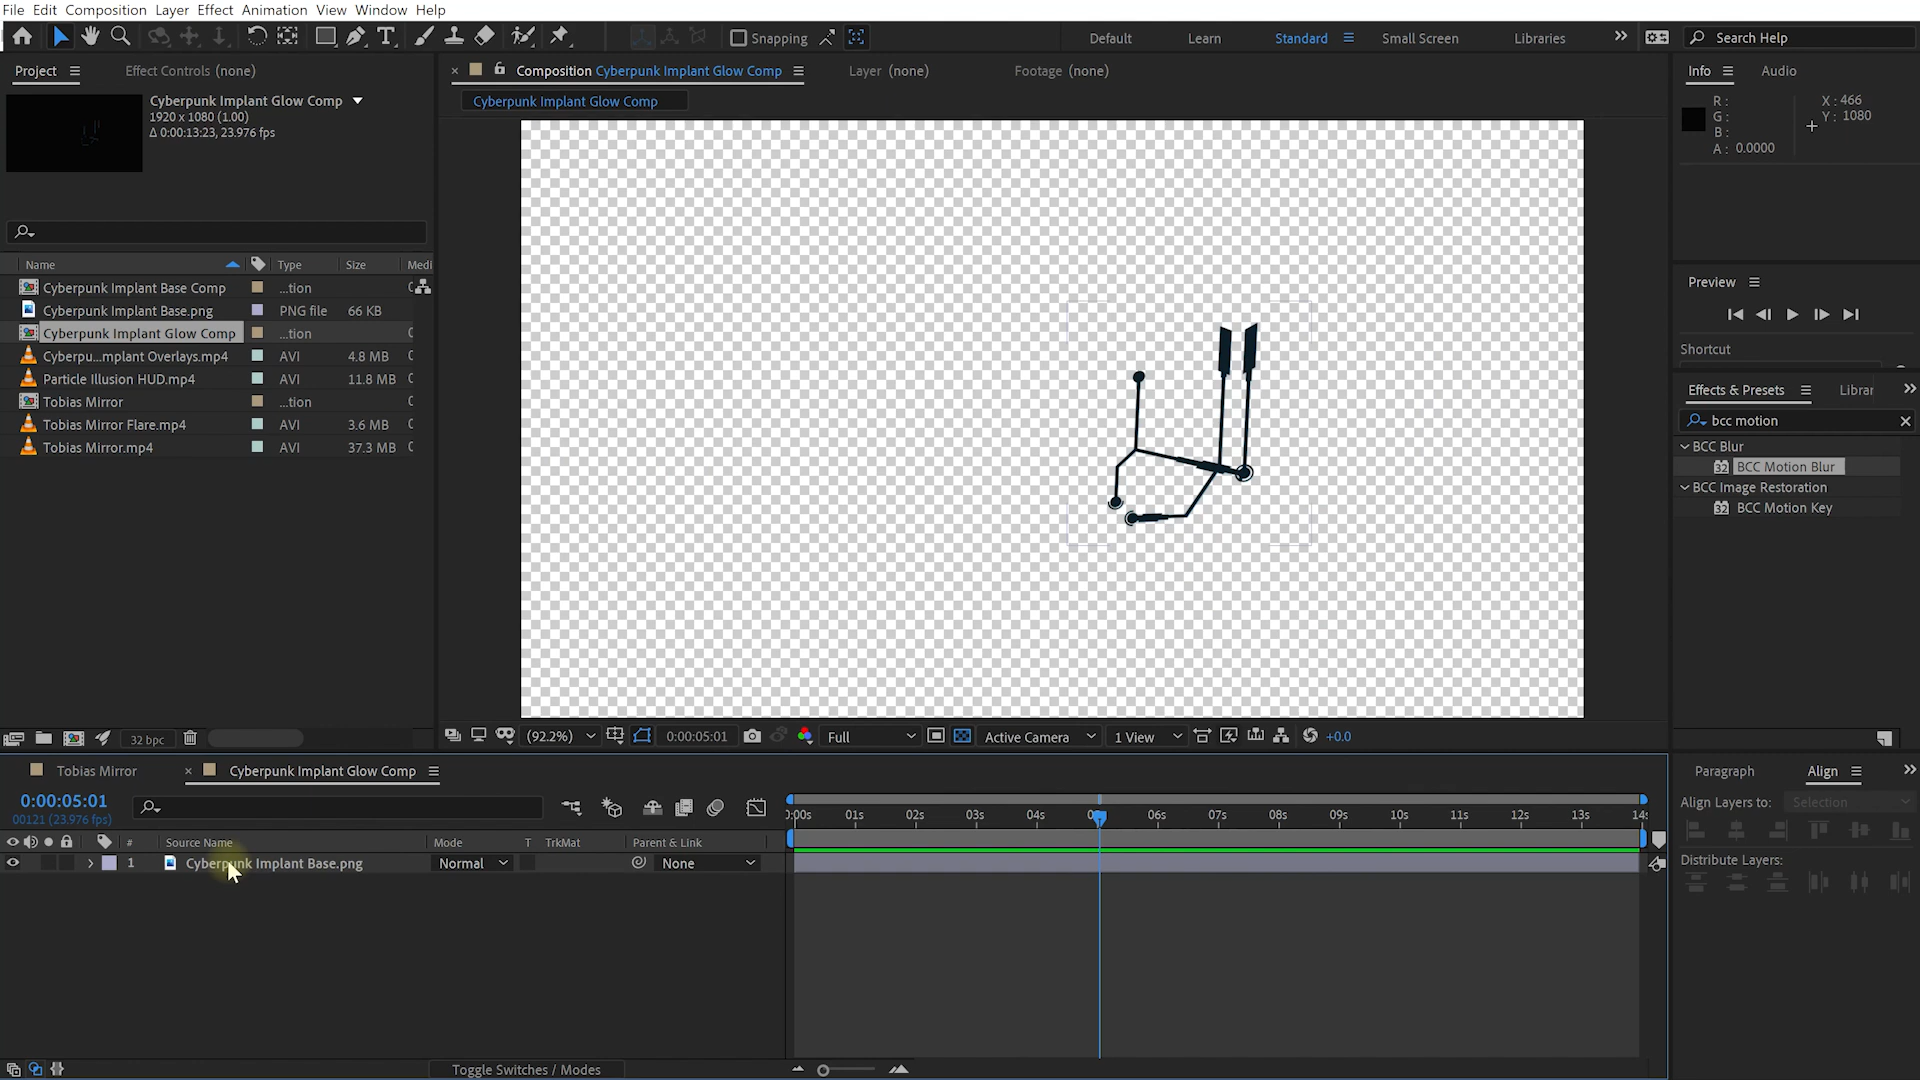 File Edit Composition Layer Effect Animation View Window Help
Snapping
Default Learn Standard Small Screen Libraries Search Help
Project Effect Controls (none)
Composition Cyberpunk Implant Glow Comp Layer (none) Footage (none)
Cyberpunk Implant Glow Comp
Cyberpunk Implant Glow Comp
1920 x 1080 (1.00)
Δ 0:00:13:23, 23.976 fps
Name Type Size Medi
Cyberpunk Implant Base Comp ...tion
Cyberpunk Implant Base.png PNG file 66 KB
Cyberpunk Implant Glow Comp ...tion
Cyberpu...mplant Overlays.mp4 AVI 4.8 MB
Particle Illusion HUD.mp4 AVI 11.8 MB
Tobias Mirror ...tion
Tobias Mirror Flare.mp4 AVI 3.6 MB
Tobias Mirror.mp4 AVI 37.3 MB
32 bpc
Info Audio
R: X: 466
G: Y: 1080
B:
A: 0.0000
Preview
Shortcut
Effects & Presets Librar
bcc motion
BCC Blur
32 BCC Motion Blur
BCC Image Restoration
32 BCC Motion Key
(92.2%) 0:00:05:01 Full Active Camera 1 View +0.0
Tobias Mirror Cyberpunk Implant Glow Comp
0:00:05:01
00121 (23.976 fps)
# Source Name Mode T TrkMat Parent & Link
1 Cyberpunk Implant Base.png Normal None
:00s 01s 02s 03s 04s 06s 07s 08s 09s 10s 11s 12s 13s 14s
Toggle Switches / Modes
Paragraph Align
Align Layers to: Selection
Distribute Layers: